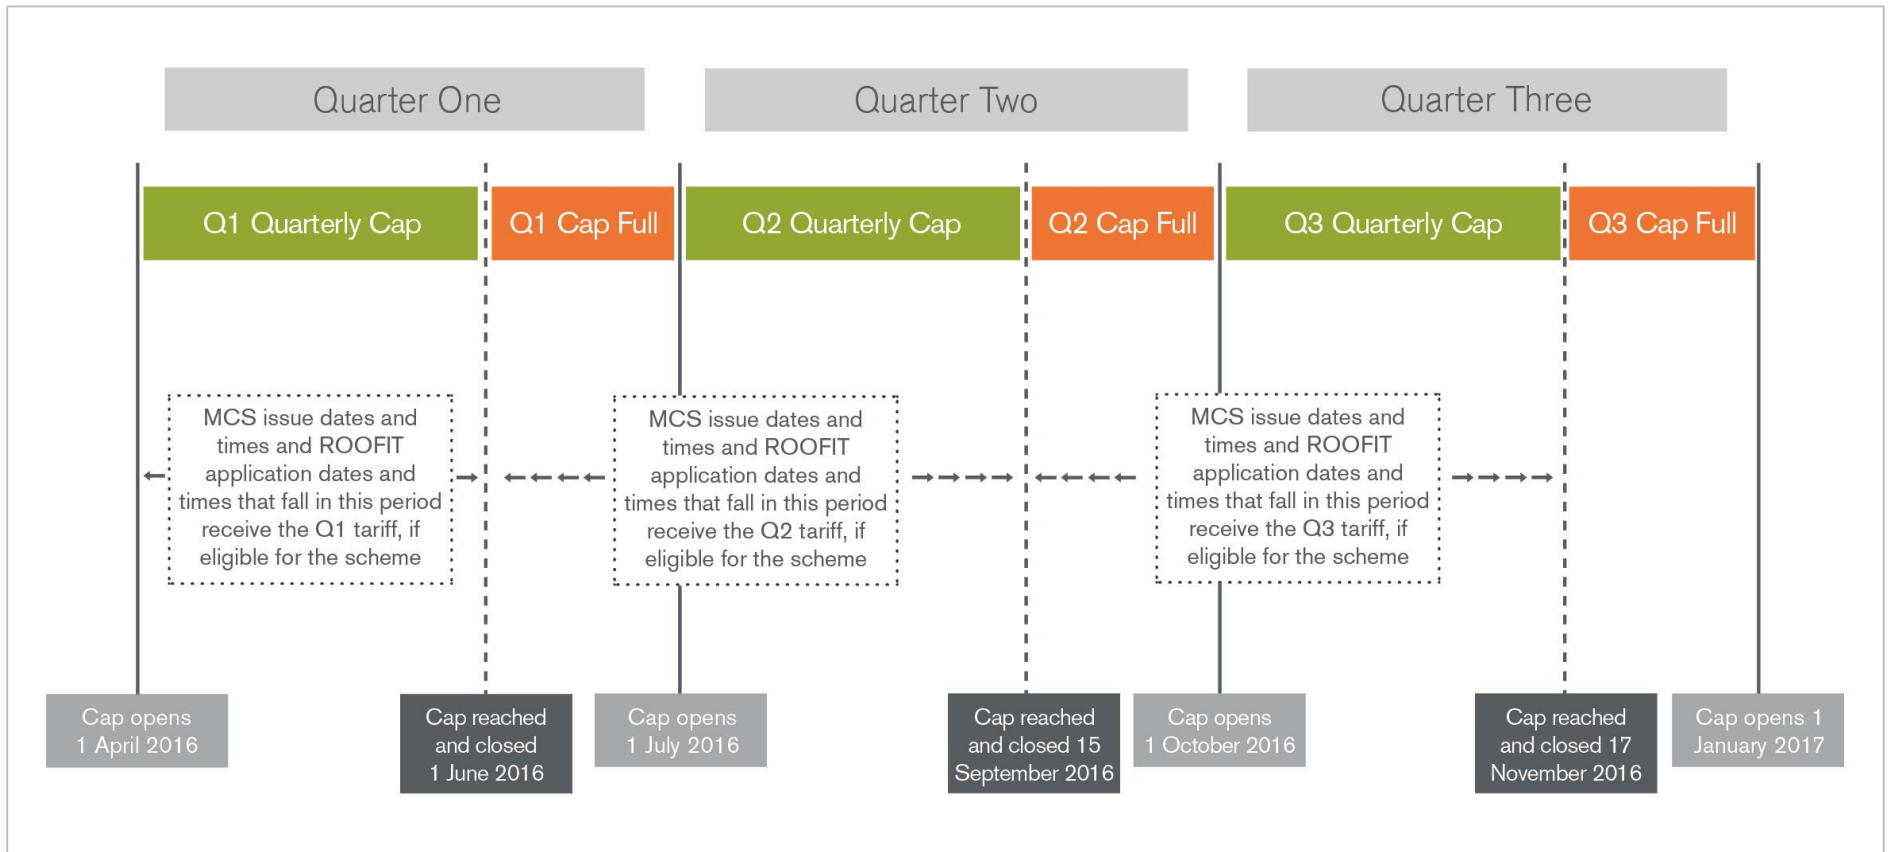 Quarter One
Quarter Two
Quarter Three
Q1 Quarterly Cap
Q1 Cap Full
Q2 Quarterly Cap
Q2 Cap Full
Q3 Quarterly Cap
Q3 Cap Full
MCS issue dates and
times and ROOFIT
application dates and
times that fall in this period
receive the Q1 tariff, if
eligible for the scheme
MCS issue dates and
times and ROOFIT
application dates and
times that fall in this period
receive the Q2 tariff, if
eligible for the scheme
MCS issue dates and
times and ROOFIT
application dates and
times that fall in this period
receive the Q3 tariff, if
eligible for the scheme
Cap opens
1 April 2016
Cap reached
and closed
1 June 2016
Cap opens
1 July 2016
Cap reached
and closed 15
September 2016
Cap opens
1 October 2016
Cap reached
and closed 17
November 2016
Cap opens 1
January 2017